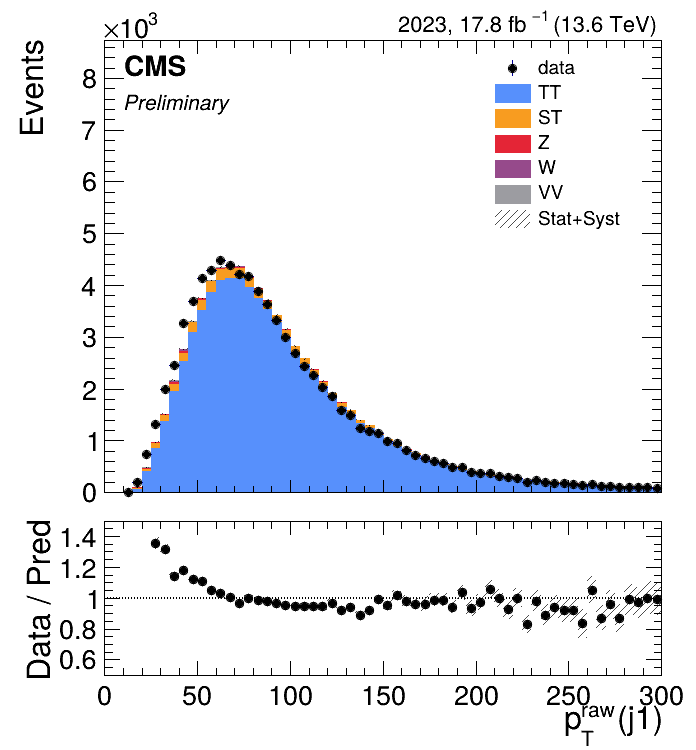 ×10³
2023, 17.8 fb ⁻¹ (13.6 TeV)
Events
CMS
Preliminary
data
TT
ST
Z
W
VV
Stat+Syst
8
7
6
5
4
3
2
1
0
Data / Pred
1.4
1.2
1
0.8
0.6
0 50 100 150 200 250 300
p_T^raw(j1)